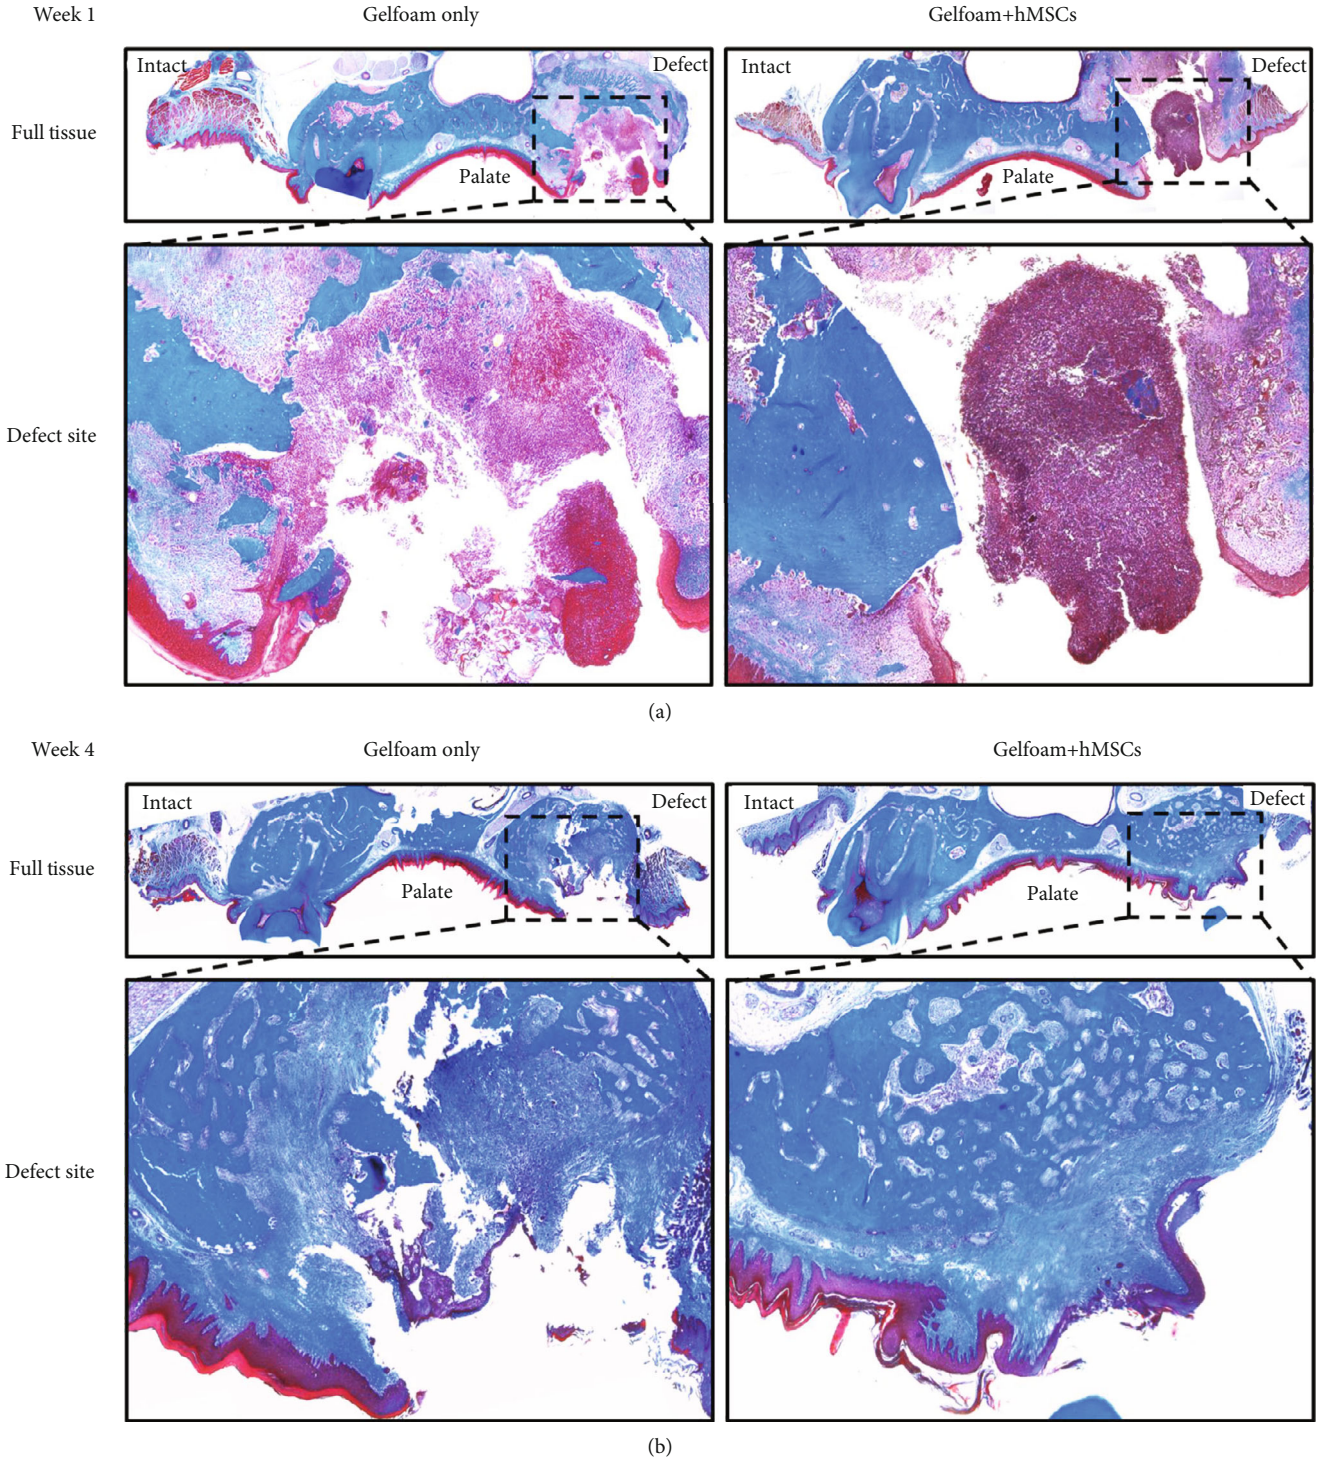 Week 1
Gelfoam only
Gelfoam+hMSCs
Full tissue
Intact
Defect
Palate
Intact
Defect
Palate
Defect site
(a)
Week 4
Gelfoam only
Gelfoam+hMSCs
Full tissue
Intact
Defect
Palate
Intact
Defect
Palate
Defect site
(b)